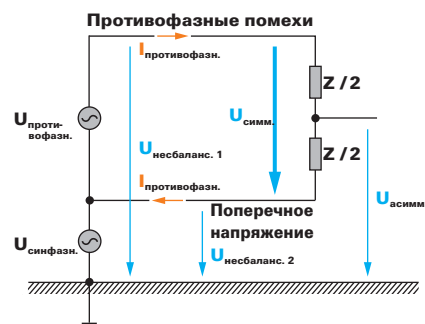 Противофазные помехи
Iпротивофазн.
Z / 2
Uпроти-
вофазн.
Uсимм.
Uнесбаланс. 1
Z / 2
Iпротивофазн.
Uасимм
Поперечное
напряжение
Uсинфазн.
Uнесбаланс. 2